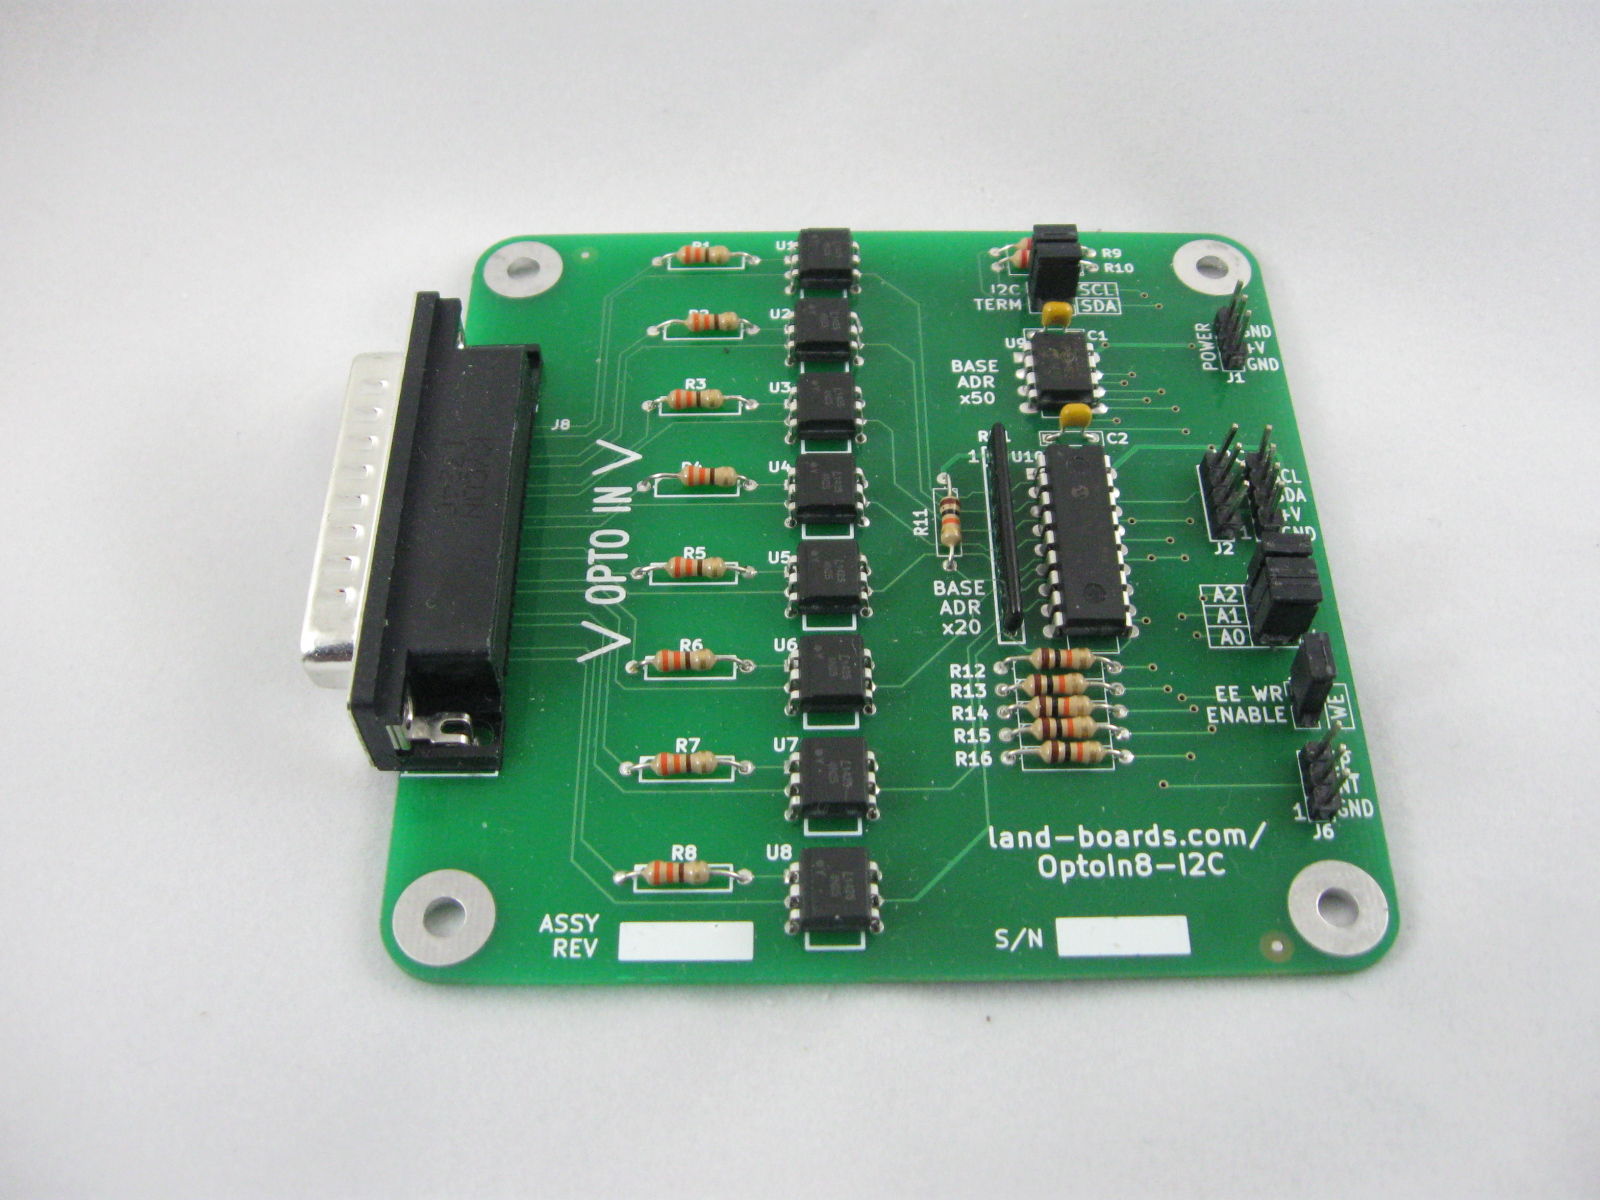 R1
U1
R9
R10
I2C
TERM
SCL
SDA
U2
U9
C1
BASE
ADR
x50
POWER
GND
+V
GND
J1
R3
U3
J8
OPTO IN
C2
1
U4
R11
SCL
SDA
+V
GND
1
J2
R5
U5
BASE
ADR
x20
A2
A1
A0
R6
U6
R12
R13
R14
R15
R16
EE WR
ENABLE
WE
R7
U7
1
GND
J6
R8
U8
land-boards.com/
OptoIn8-I2C
ASSY
REV
S/N